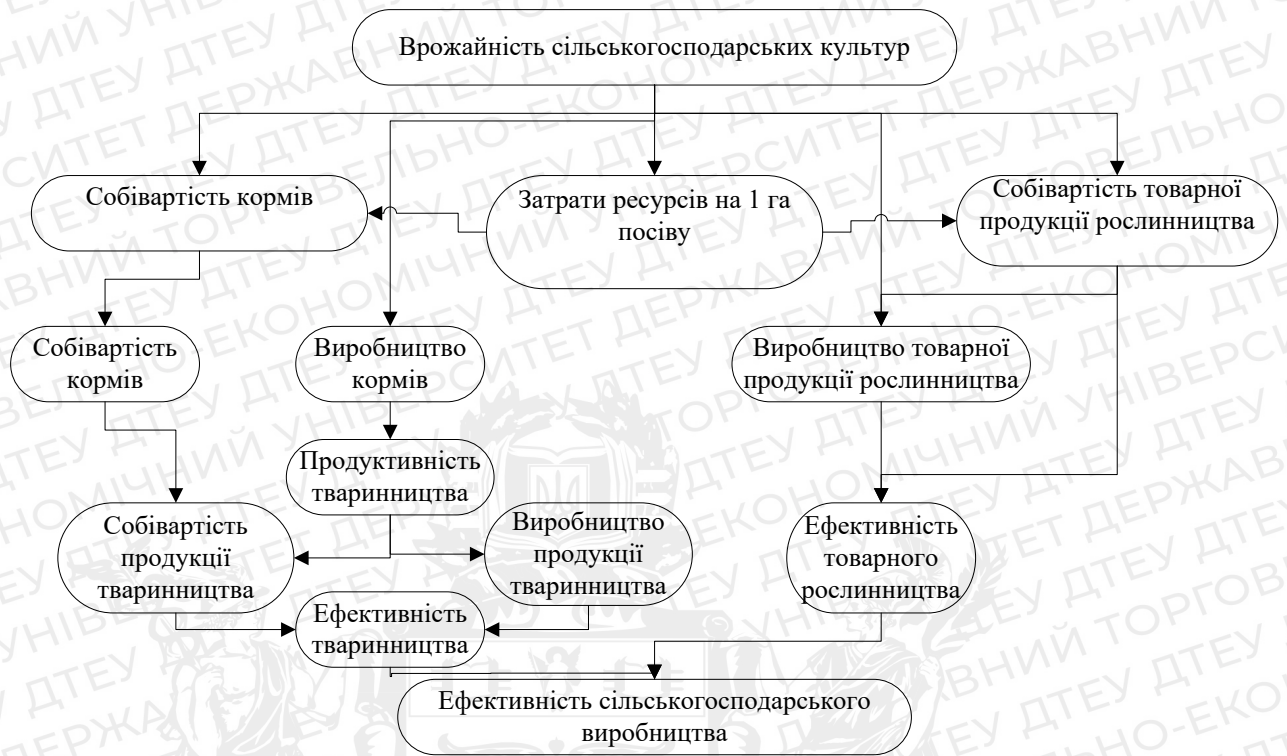 Врожайність сільськогосподарських культур
Собівартість кормів
Затрати ресурсів на 1 га
посіву
Собівартість товарної
продукції рослинництва
Собівартість
кормів
Виробництво
кормів
Виробництво товарної
продукції рослинництва
Продуктивність
тваринництва
Собівартість
продукції
тваринництва
Виробництво
продукції
тваринництва
Ефективність
товарного
рослинництва
Ефективність
тваринництва
Ефективність сільськогосподарського
виробництва